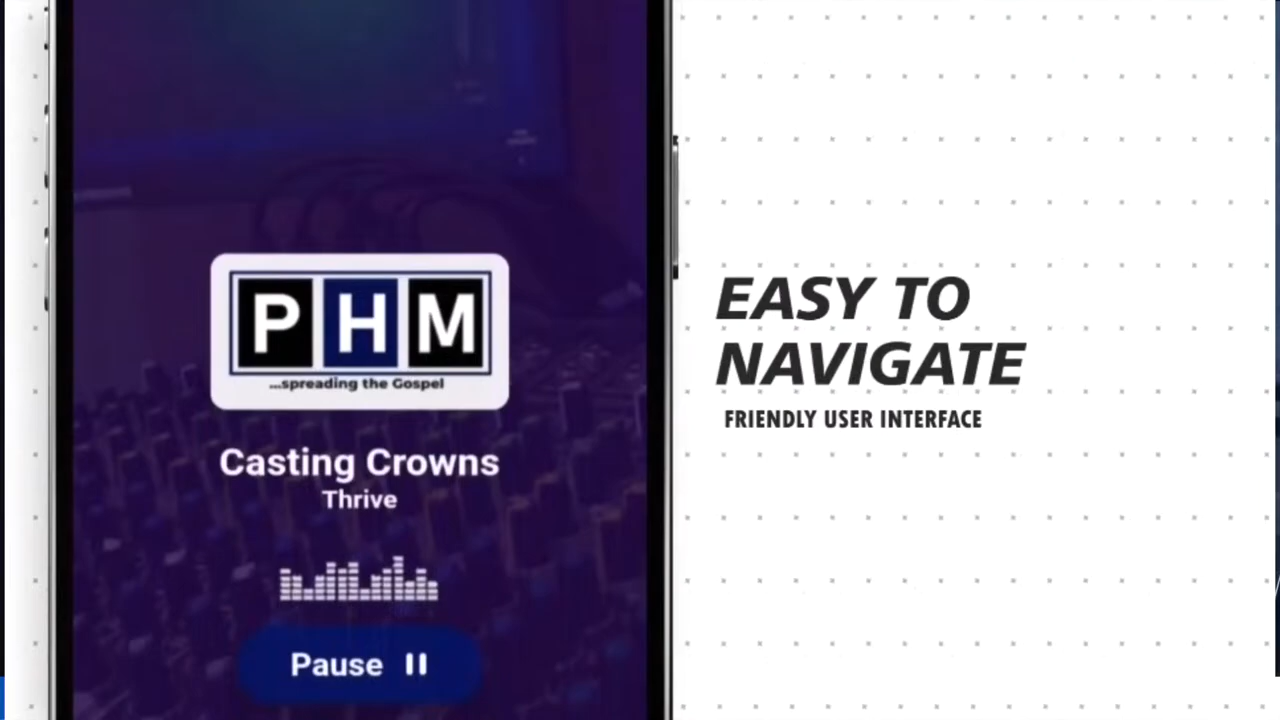 PHM
...spreading the Gospel
Casting Crowns
Thrive
Pause
EASY TO
NAVIGATE
FRIENDLY USER INTERFACE